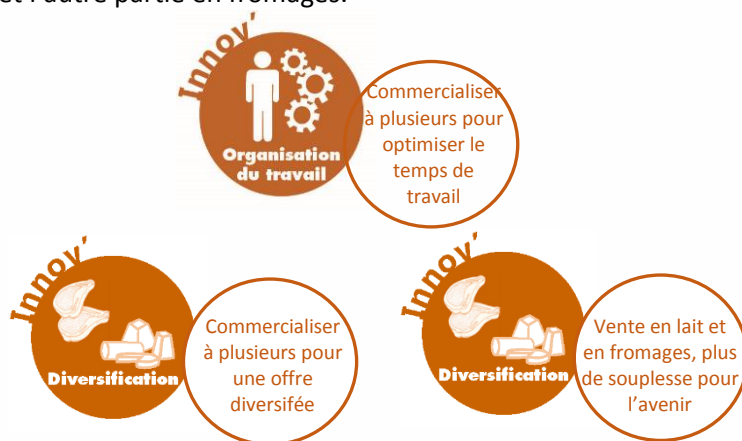 et l'autre partie en fromages.
Innov'
Organisation
du travail
Commercialiser
à plusieurs pour
optimiser le
temps de
travail
Innov'
Diversification
Commercialiser
à plusieurs pour
une offre
diversifée
Innov'
Diversification
Vente en lait et
en fromages, plus
de souplesse pour
l'avenir